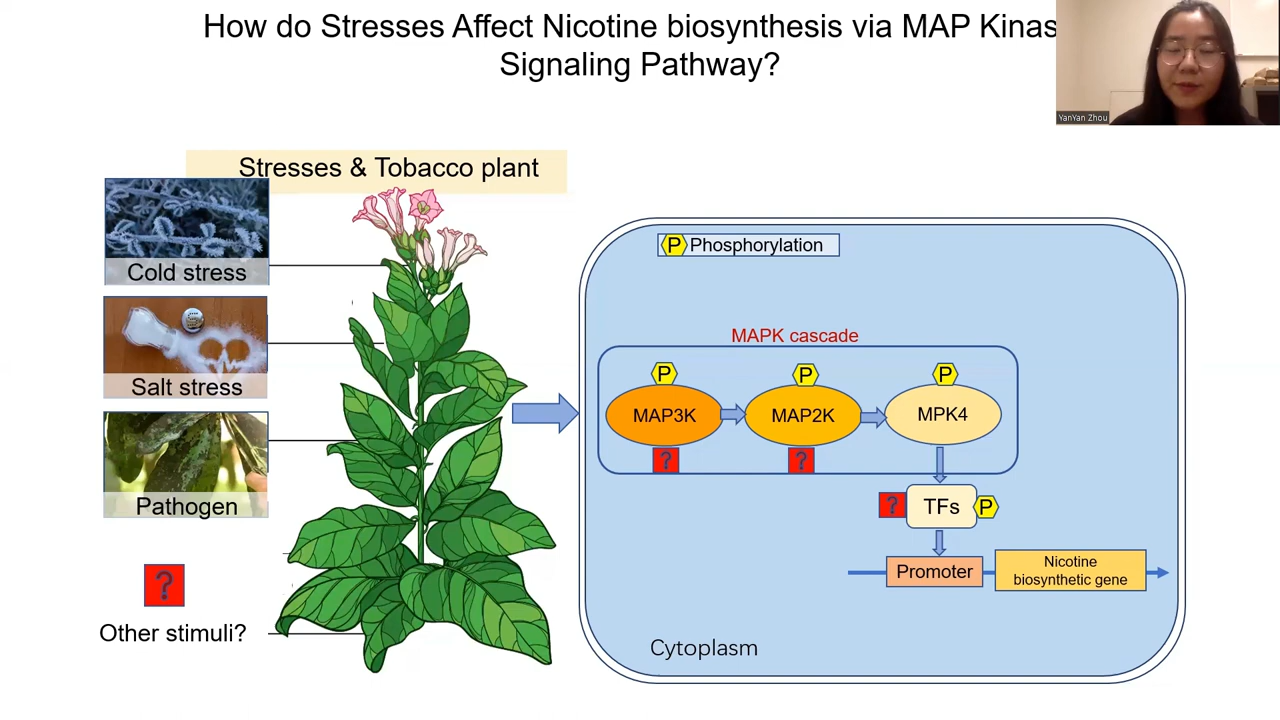 How do Stresses Affect Nicotine biosynthesis via MAP Kinas
Signaling Pathway?
YanYan Zhou
Stresses & Tobacco plant
Cold stress
Salt stress
Pathogen
?
Other stimuli?
P Phosphorylation
MAPK cascade
P P P
MAP3K MAP2K MPK4
? ?
? TFs P
Promoter
Nicotine
biosynthetic gene
Cytoplasm